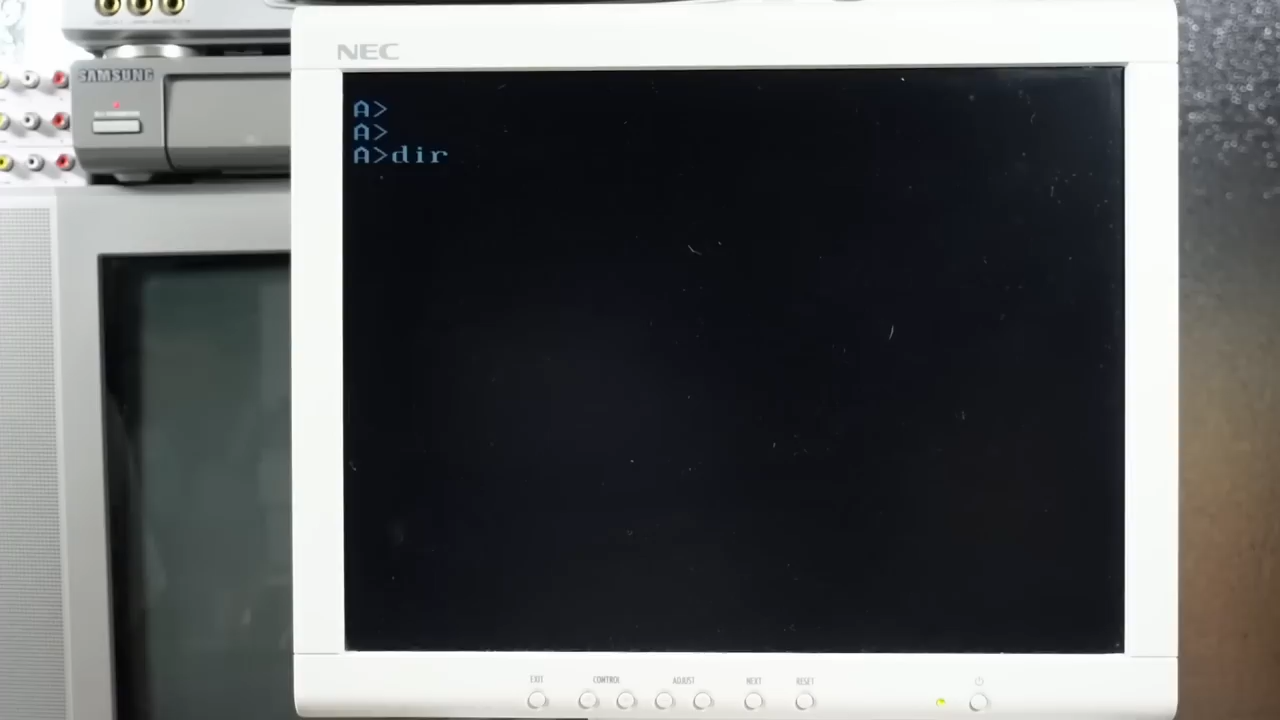 NEC
SAMSUNG
A>
A>
A>dir
EXIT
CONTROL
ADJUST
NEXT
RESET